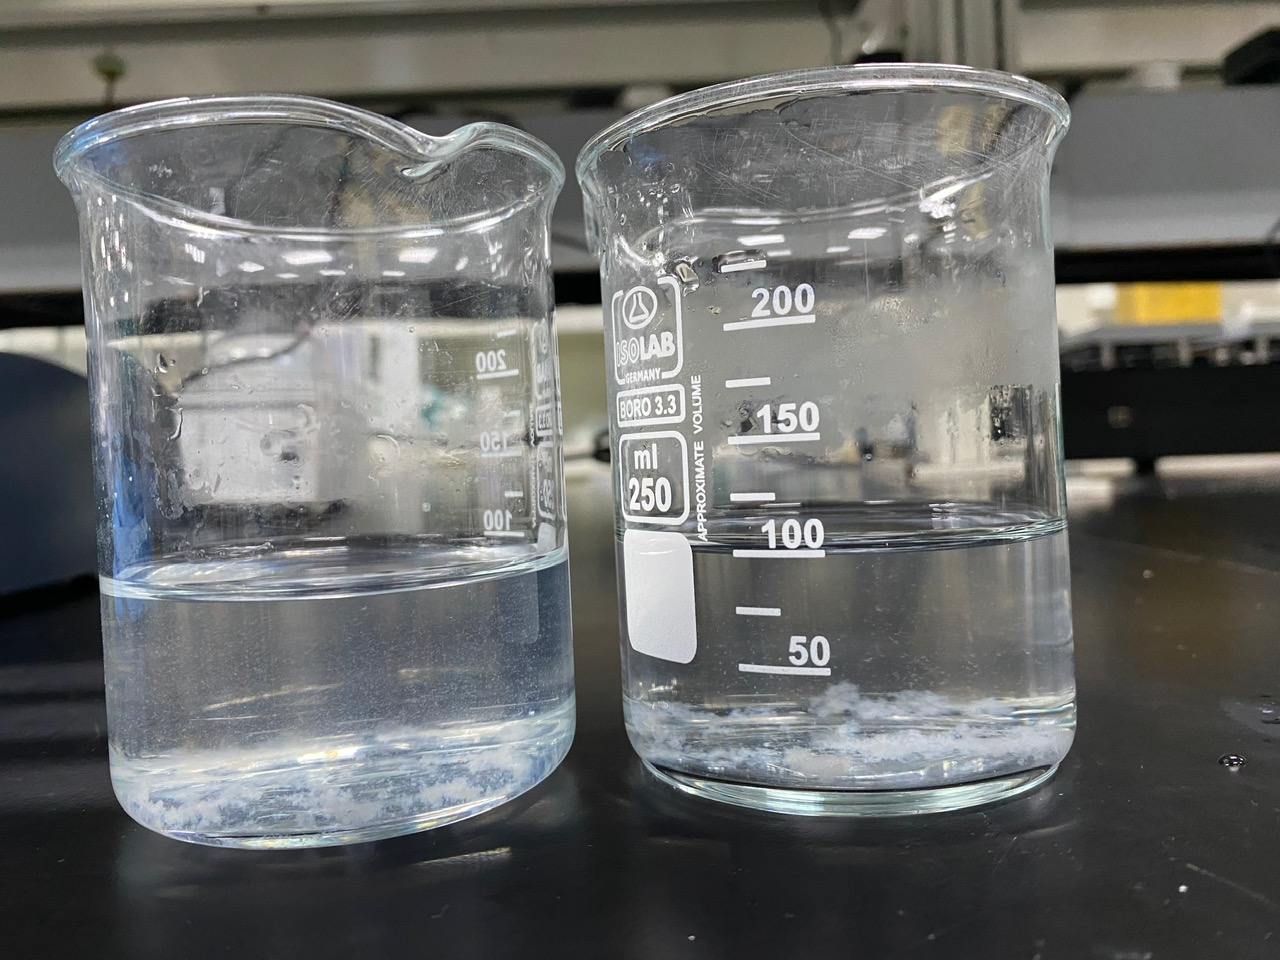 200
150
100
ISOLAB
GERMANY
BORO 3.3
ml
250
APPROXIMATE VOLUME
200
150
100
50